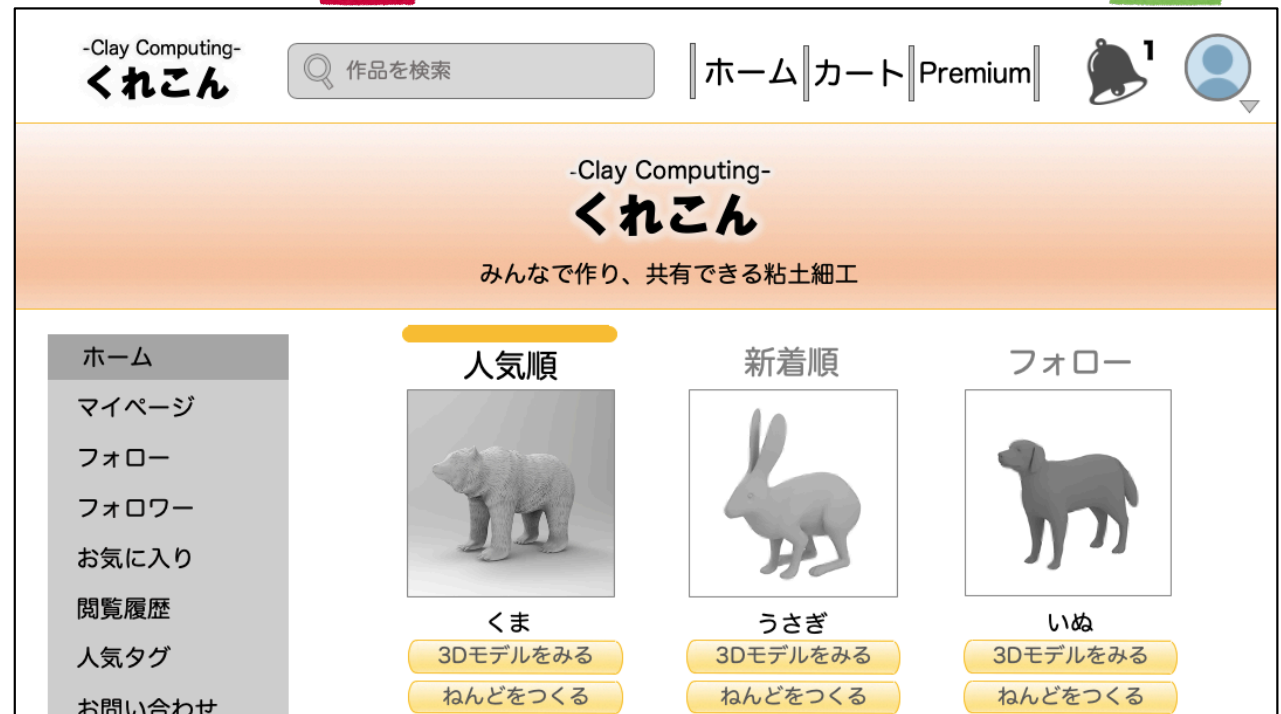 -Clay Computing-
くれこん
作品を検索
ホーム カート Premium
1
-Clay Computing-
くれこん
みんなで作り、共有できる粘土細工
ホーム
マイページ
フォロー
フォロワー
お気に入り
閲覧履歴
人気タグ
お問い合わせ
人気順 新着順 フォロー
くま うさぎ いぬ
3Dモデルをみる 3Dモデルをみる 3Dモデルをみる
ねんどをつくる ねんどをつくる ねんどをつくる